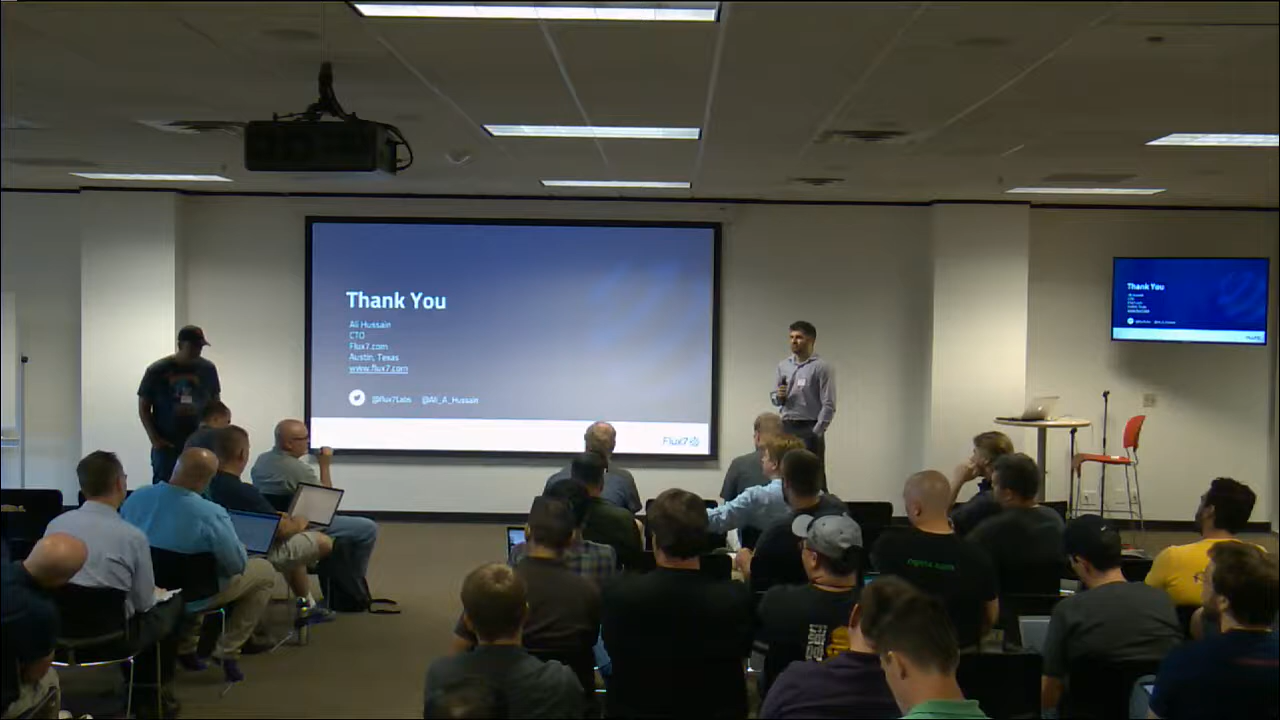 Thank You
Ali Hussain
CTO
Flux7.com
Austin, Texas
www.flux7.com
@Flux7Labs @Ali_A_Hussain
Flux7
Thank You